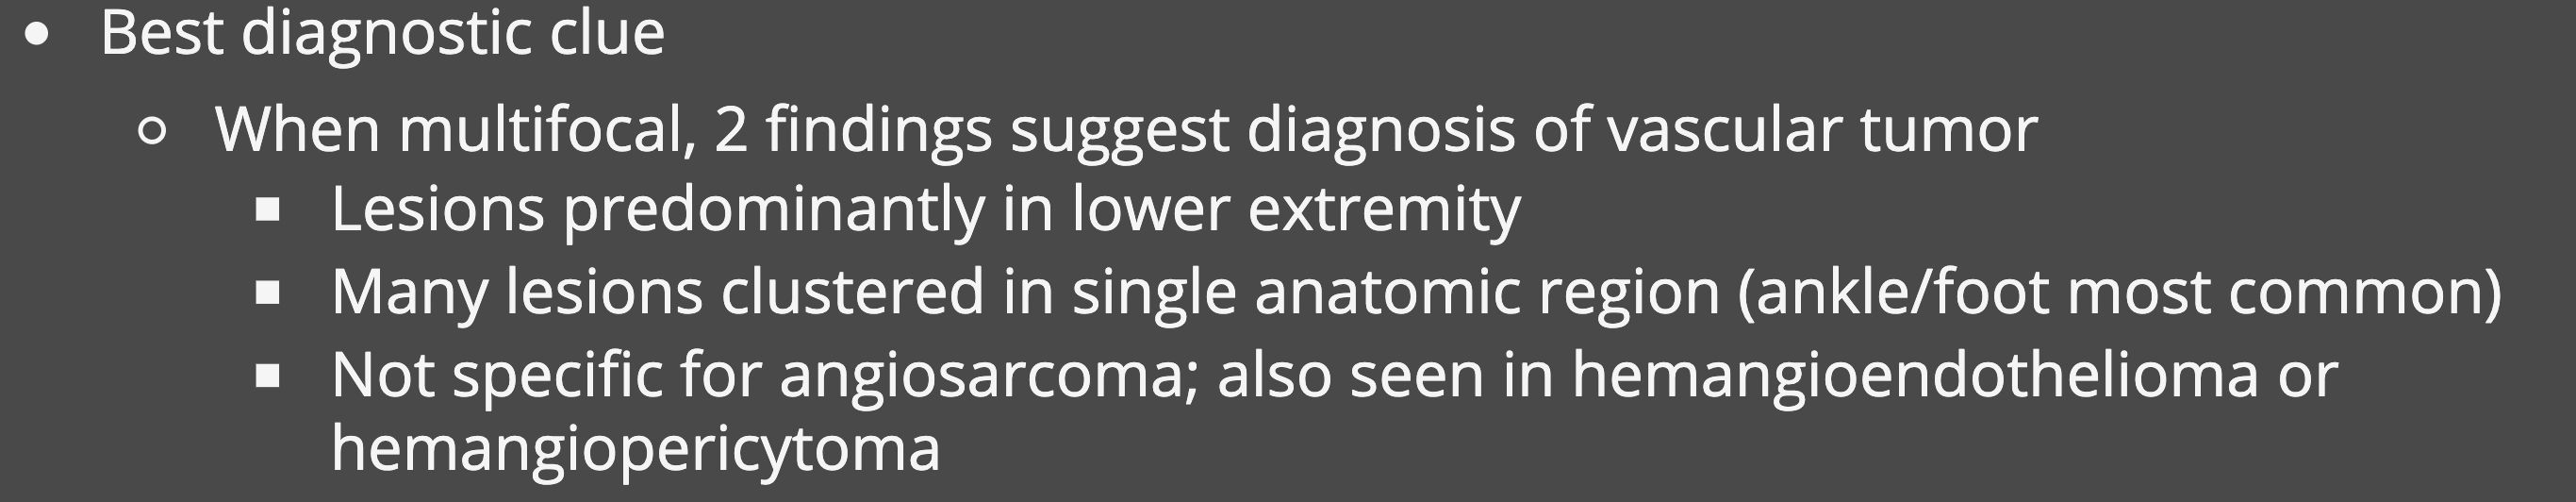 Best diagnostic clue
When multifocal, 2 findings suggest diagnosis of vascular tumor
Lesions predominantly in lower extremity
Many lesions clustered in single anatomic region (ankle/foot most common)
Not specific for angiosarcoma; also seen in hemangioendothelioma or
hemangiopericytoma